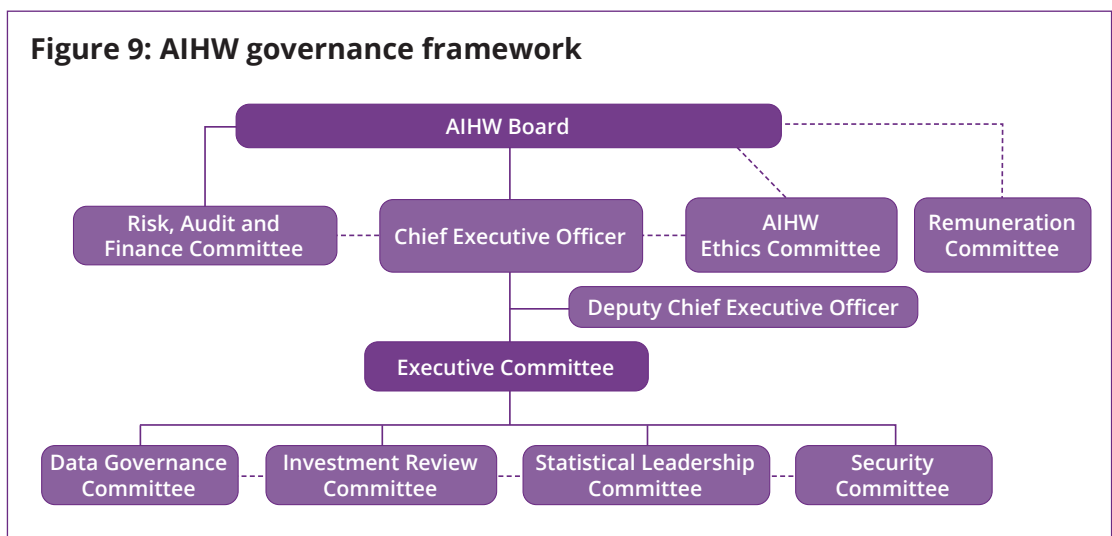 Figure 9: AIHW governance framework
AIHW Board
Risk, Audit and
Finance Committee
Chief Executive Officer
AIHW
Ethics Committee
Remuneration
Committee
Deputy Chief Executive Officer
Executive Committee
Data Governance
Committee
Investment Review
Committee
Statistical Leadership
Committee
Security
Committee